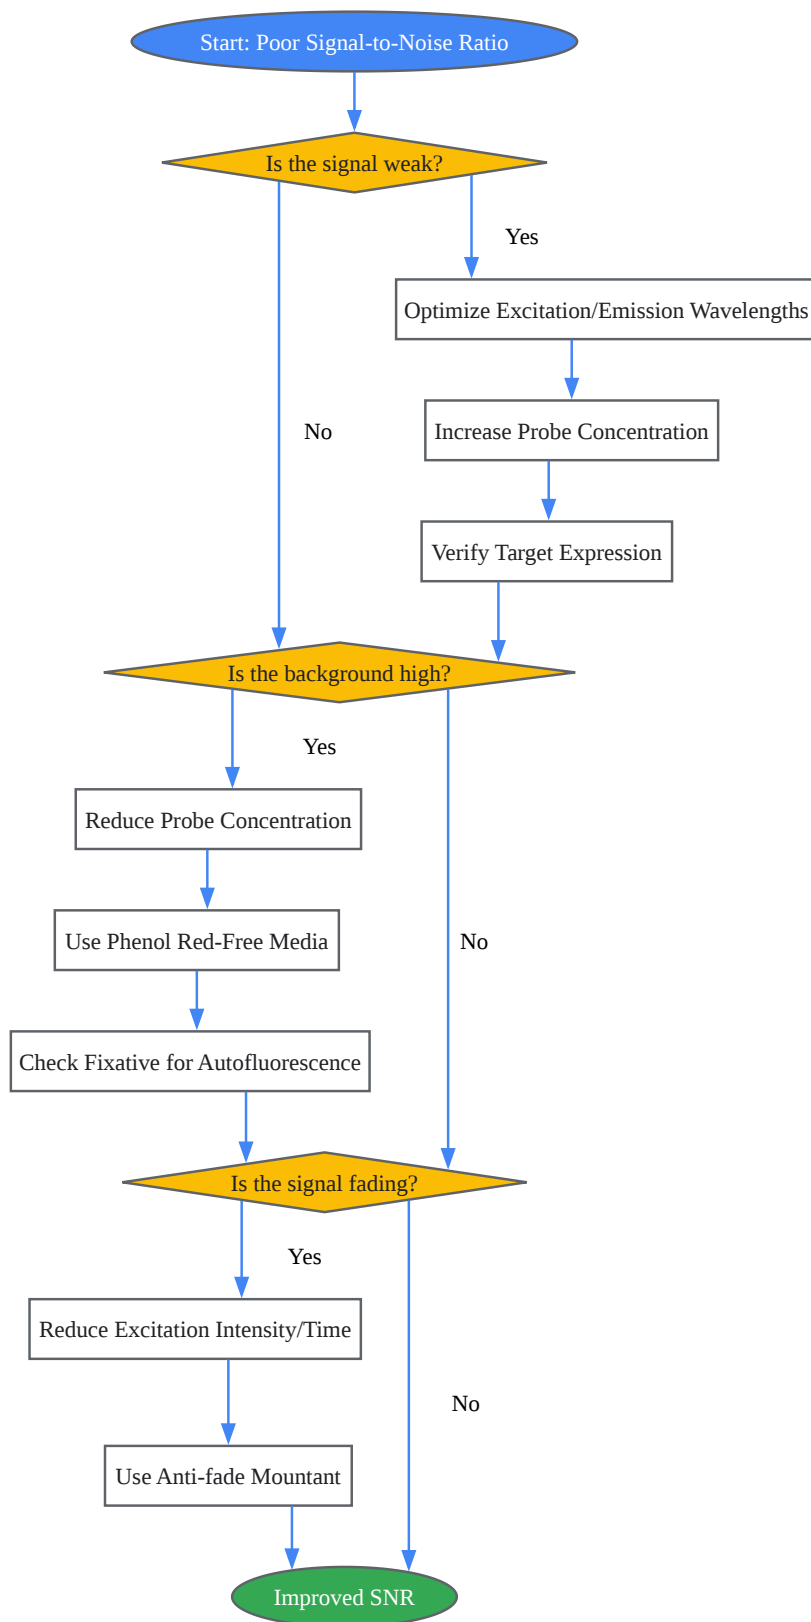 Start: Poor Signal-to-Noise Ratio
Is the signal weak?
Yes
Optimize Excitation/Emission Wavelengths
No
Increase Probe Concentration
Verify Target Expression
Is the background high?
Yes
Reduce Probe Concentration
Use Phenol Red-Free Media
No
Check Fixative for Autofluorescence
Is the signal fading?
Yes
Reduce Excitation Intensity/Time
No
Use Anti-fade Mountant
Improved SNR